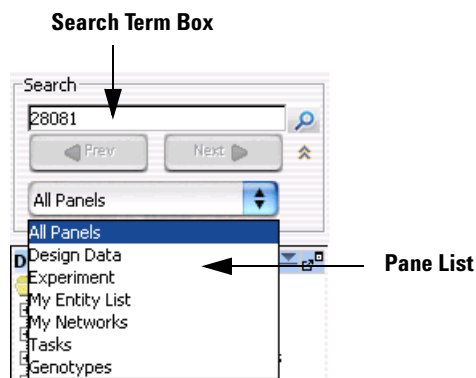 Search Term Box
Search
28081
Prev Next
All Panels
All Panels
D
Design Data
Pane List
Experiment
My Entity List
My Networks
Tasks
s
Genotypes